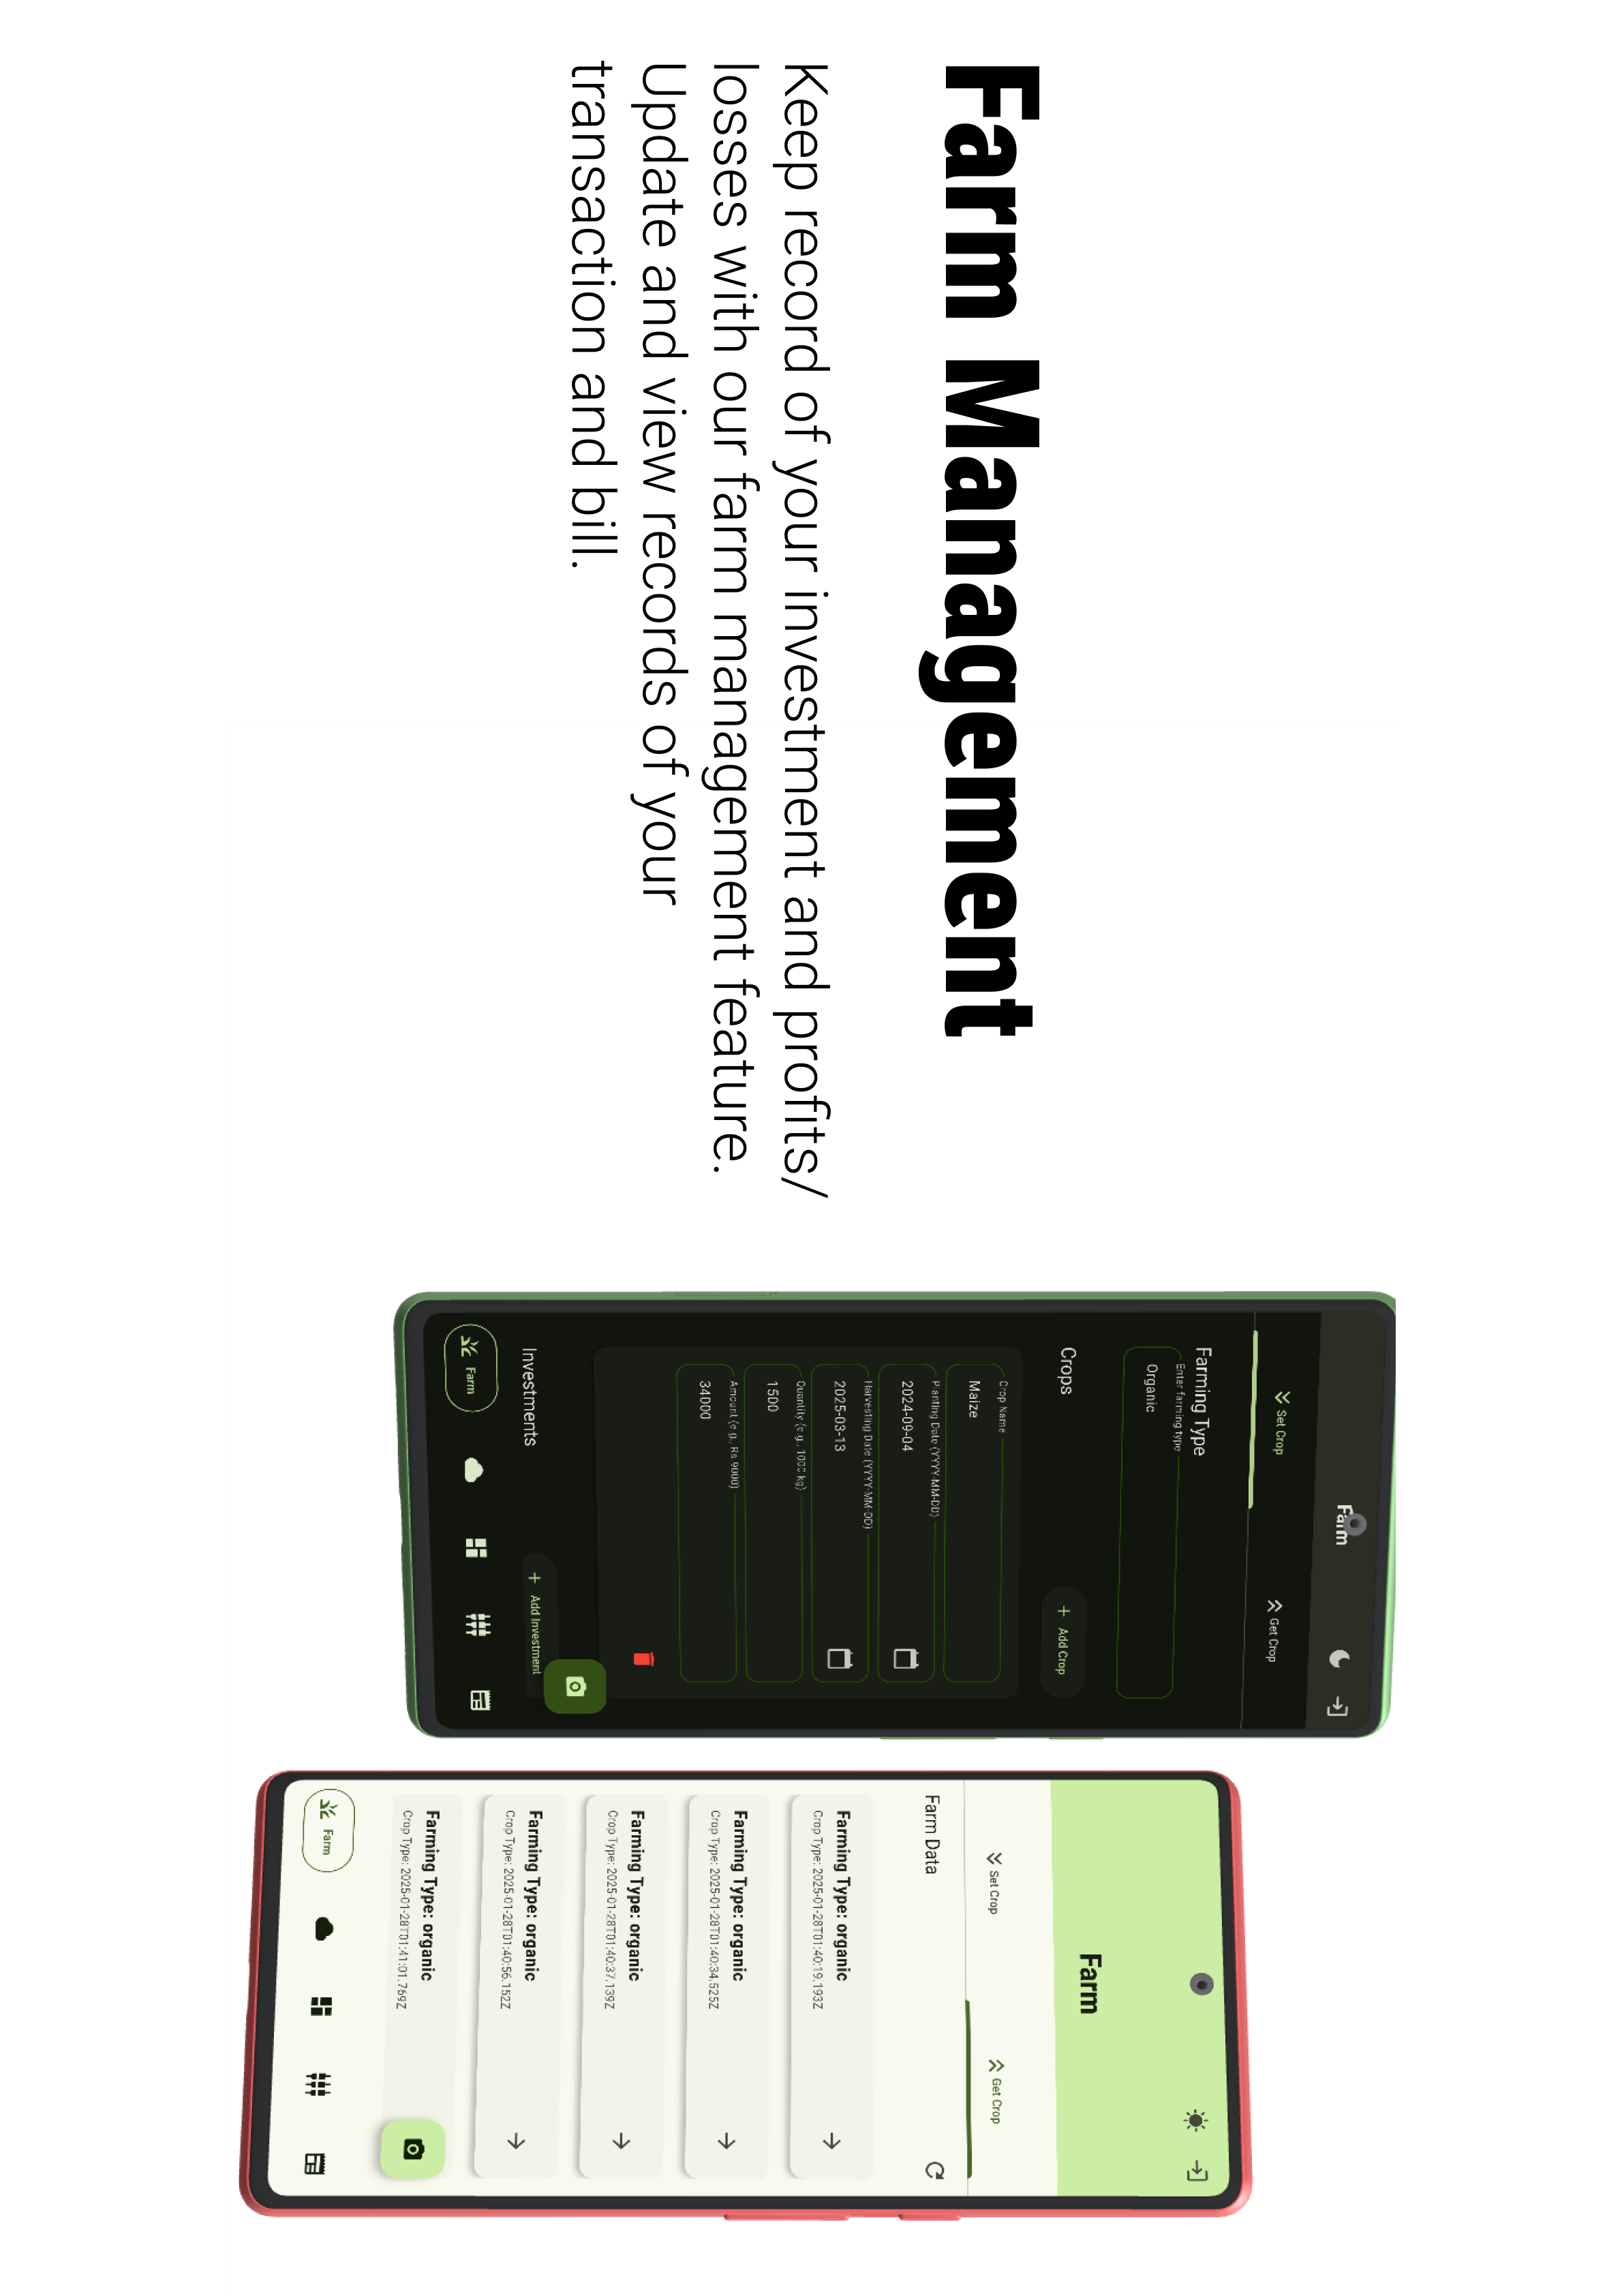 Farm Management
Keep record of your investment and profits/
losses with our farm management feature.
Update and view records of your
transaction and bill.
Farm
Set Crop
Get Crop
Farming Type
Enter farming type
Organic
Crops
Add Crop
Crop Name
Maize
Planting Date (YYYY-MM-DD)
2024-09-04
Harvesting Date (YYYY-MM-DD)
2025-03-13
Quantity (e.g., 1000 kg)
1500
Amount (e.g., Rs 9000)
34000
Investments
Add Investment
Farm
Farm
Set Crop
Get Crop
Farm Data
Farming Type: organic
Crop Type: 2025-01-28T01:40:19.193Z
Farming Type: organic
Crop Type: 2025-01-28T01:40:34.525Z
Farming Type: organic
Crop Type: 2025-01-28T01:40:37.139Z
Farming Type: organic
Crop Type: 2025-01-28T01:40:56.152Z
Farming Type: organic
Crop Type: 2025-01-28T01:41:01.769Z
Farm